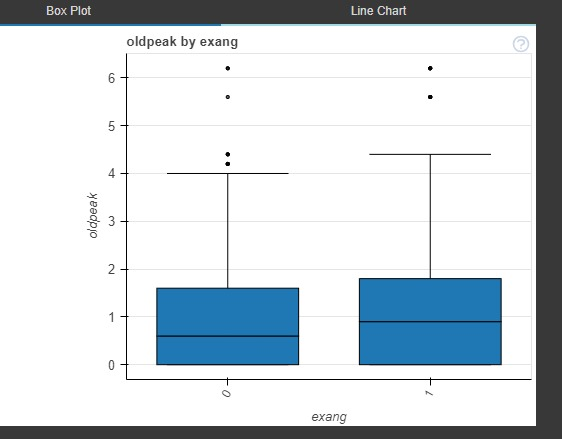 Box Plot
Line Chart
oldpeak by exang
?
6
5
4
3
2
1
0
oldpeak
0
1
exang